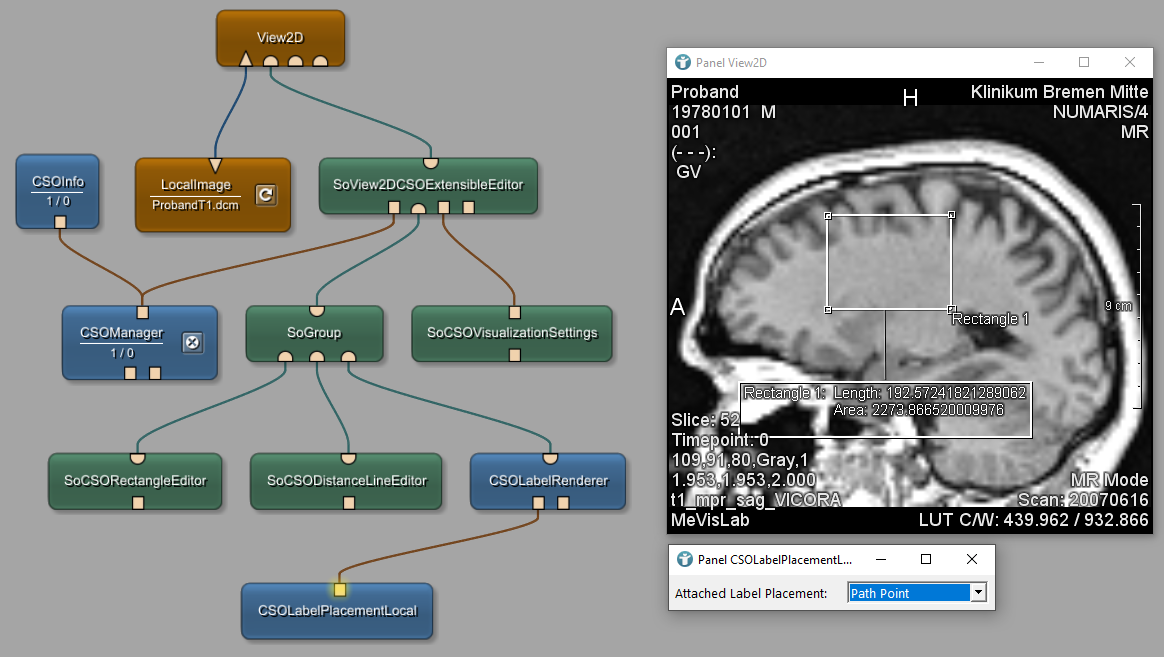 View2D
CSOInfo
1 / 0
LocalImage
ProbandT1.dcm
SoView2DCSOExtensibleEditor
CSOManager
1 / 0
SoGroup
SoCSOVisualizationSettings
SoCSORectangleEditor
SoCSODistanceLineEditor
CSOLabelRenderer
CSOLabelPlacementLocal
Panel View2D
Proband
19780101 M
001
(- - -):
GV
H
Klinikum Bremen Mitte
NUMARIS/4
MR
A
9 cm
Rectangle 1
Rectangle 1: Length: 192.57241821289062
Area: 2273.866520009976
Slice: 52
Timepoint: 0
109,91,80,Gray,1
1.953,1.953,2.000
t1_mpr_sag_VICORA
MeVisLab
MR Mode
Scan: 20070616
LUT C/W: 439.962 / 932.866
Panel CSOLabelPlacementL...
Attached Label Placement: Path Point